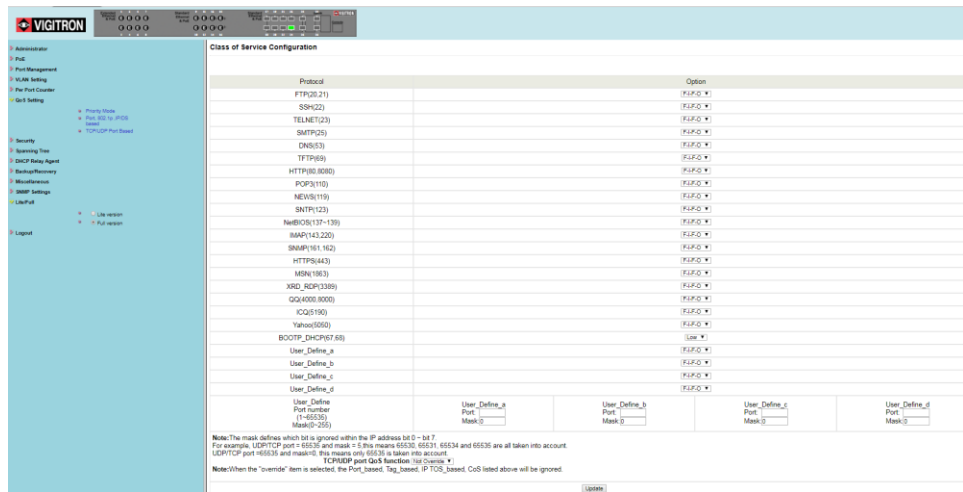 VIGITRON
Administrator
PoE
Port Management
VLAN Setting
Per Port Counter
QoS Setting
Priority Mode
Port, 802.1p, IP/DS based
TCP/UDP Port Based
Security
Spanning Tree
DHCP Relay Agent
Backup/Recovery
Miscellaneous
SNMP Settings
Lite/Full
Lite version
Full version
Logout
Class of Service Configuration
Protocol Option
FTP(20,21) F-I-F-O
SSH(22) F-I-F-O
TELNET(23) F-I-F-O
SMTP(25) F-I-F-O
DNS(53) F-I-F-O
TFTP(69) F-I-F-O
HTTP(80,8080) F-I-F-O
POP3(110) F-I-F-O
NEWS(119) F-I-F-O
SNTP(123) F-I-F-O
NetBIOS(137~139) F-I-F-O
IMAP(143,220) F-I-F-O
SNMP(161,162) F-I-F-O
HTTPS(443) F-I-F-O
MSN(1863) F-I-F-O
XRD_RDP(3389) F-I-F-O
QQ(4000,8000) F-I-F-O
ICQ(5190) F-I-F-O
Yahoo(5050) F-I-F-O
BOOTP_DHCP(67,68) Low
User_Define_a F-I-F-O
User_Define_b F-I-F-O
User_Define_c F-I-F-O
User_Define_d F-I-F-O
User_Define
Port number
(1~65535)
Mask(0~255)
User_Define_a
Port:
Mask:0
User_Define_b
Port:
Mask:0
User_Define_c
Port:
Mask:0
User_Define_d
Port:
Mask:0
Note:The mask defines which bit is ignored within the IP address bit 0 ~ bit 7.
For example, UDP/TCP port = 65535 and mask = 5,this means 65530, 65531, 65534 and 65535 are all taken into account.
UDP/TCP port =65535 and mask=0, this means only 65535 is taken into account.
TCP/UDP port QoS function Not Override
Note:When the "override" item is selected, the Port_based, Tag_based, IP TOS_based, CoS listed above will be ignored.
Update